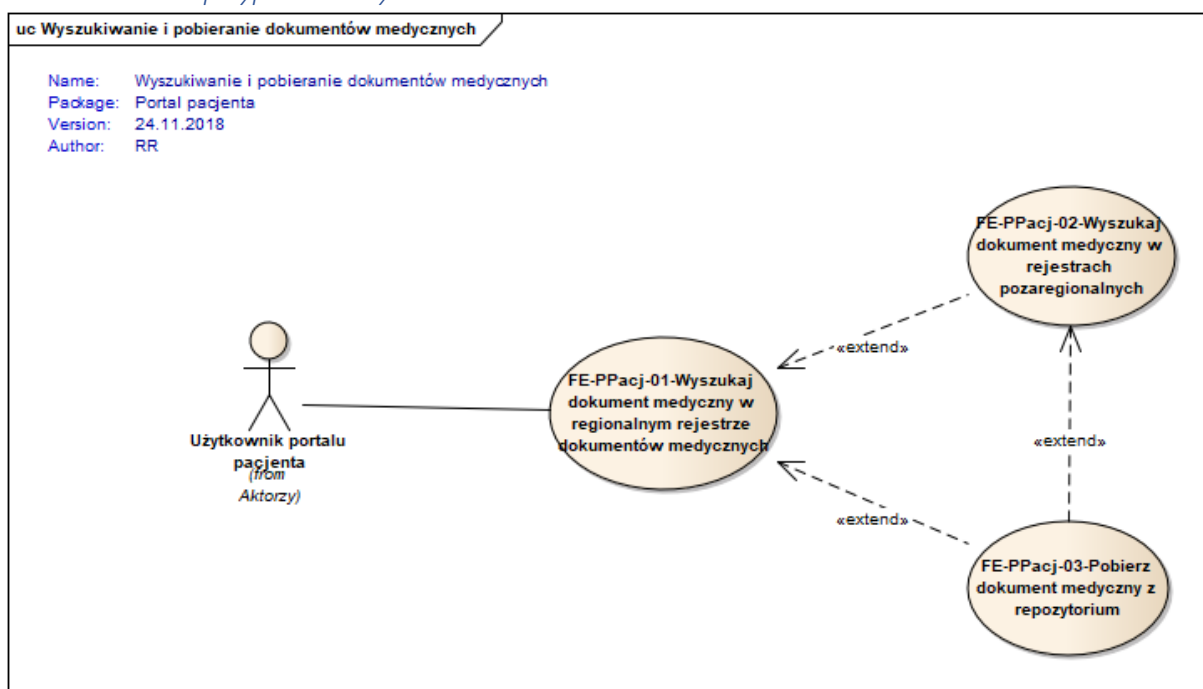 uc Wyszukiwanie i pobieranie dokumentów medycznych
Name: Wyszukiwanie i pobieranie dokumentów medycznych
Package: Portal pacjenta
Version: 24.11.2018
Author: RR
FE-PPacj-02-Wyszukaj
dokument medyczny w
rejestrach
pozaregionalnych
«extend»
FE-PPacj-01-Wyszukaj
dokument medyczny w
regionalnym rejestrze
dokumentów medycznych
Użytkownik portalu
pacjenta
(from
Aktorzy)
«extend»
«extend»
FE-PPacj-03-Pobierz
dokument medyczny z
repozytorium